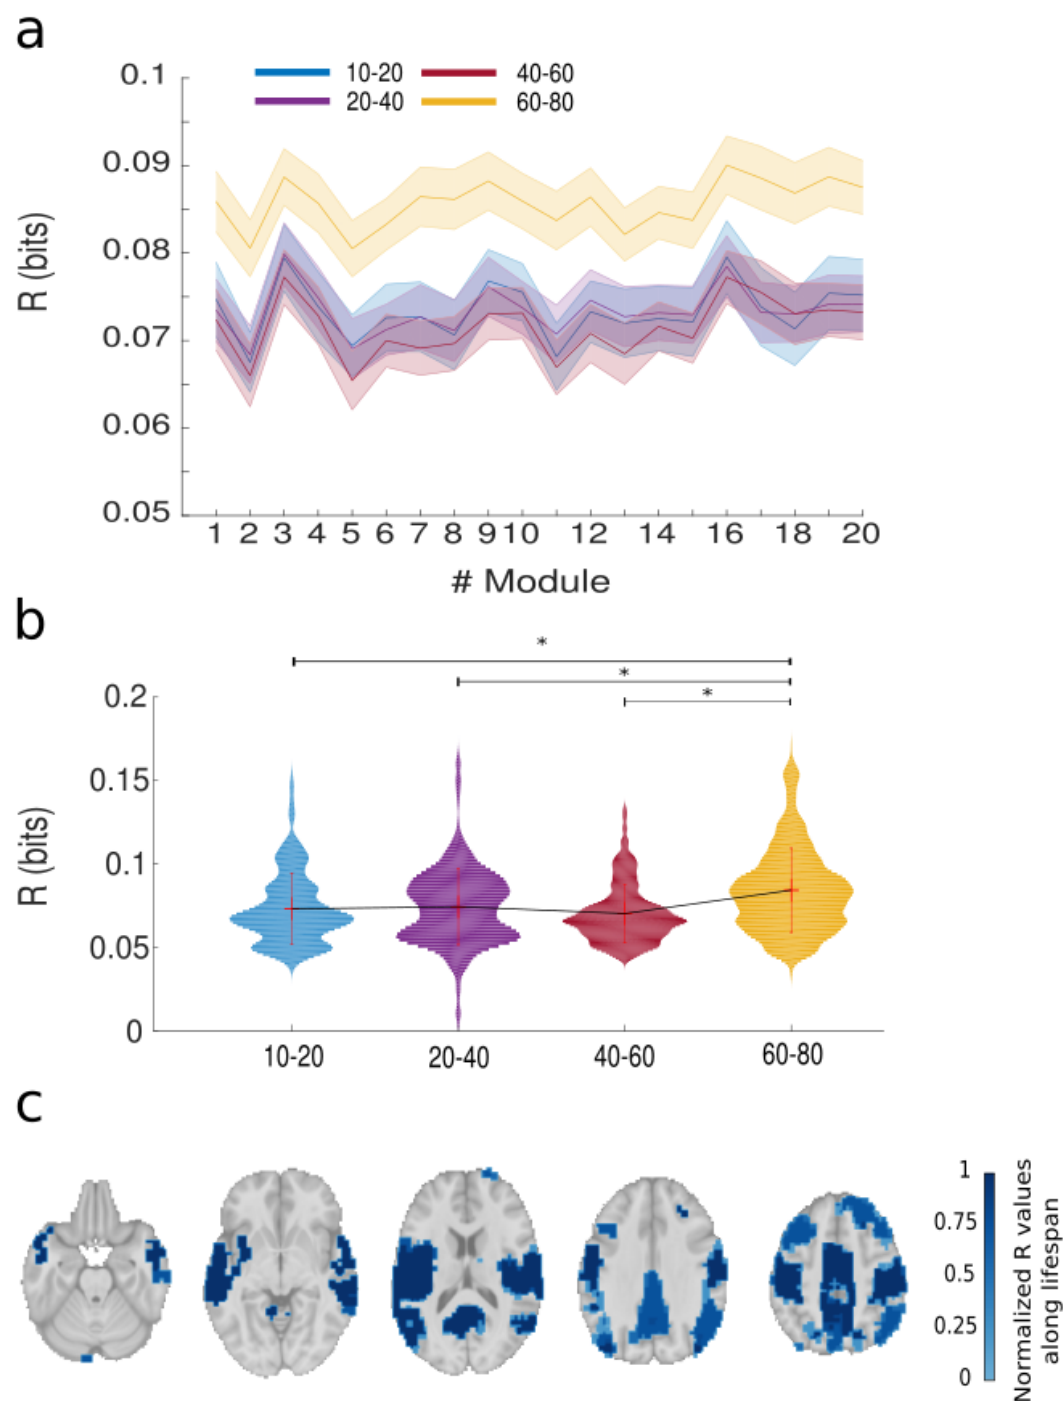 a
0.1
10-20
40-60
20-40
60-80
0.09
0.08
0.07
0.06
0.05
R (bits)
1 2 3 4 5 6 7 8 9 10 12 14 16 18 20
# Module
b
*
*
*
0.2
0.15
0.1
0.05
0
R (bits)
10-20 20-40 40-60 60-80
c
1
0.75
0.5
0.25
0
Normalized R values
along lifespan